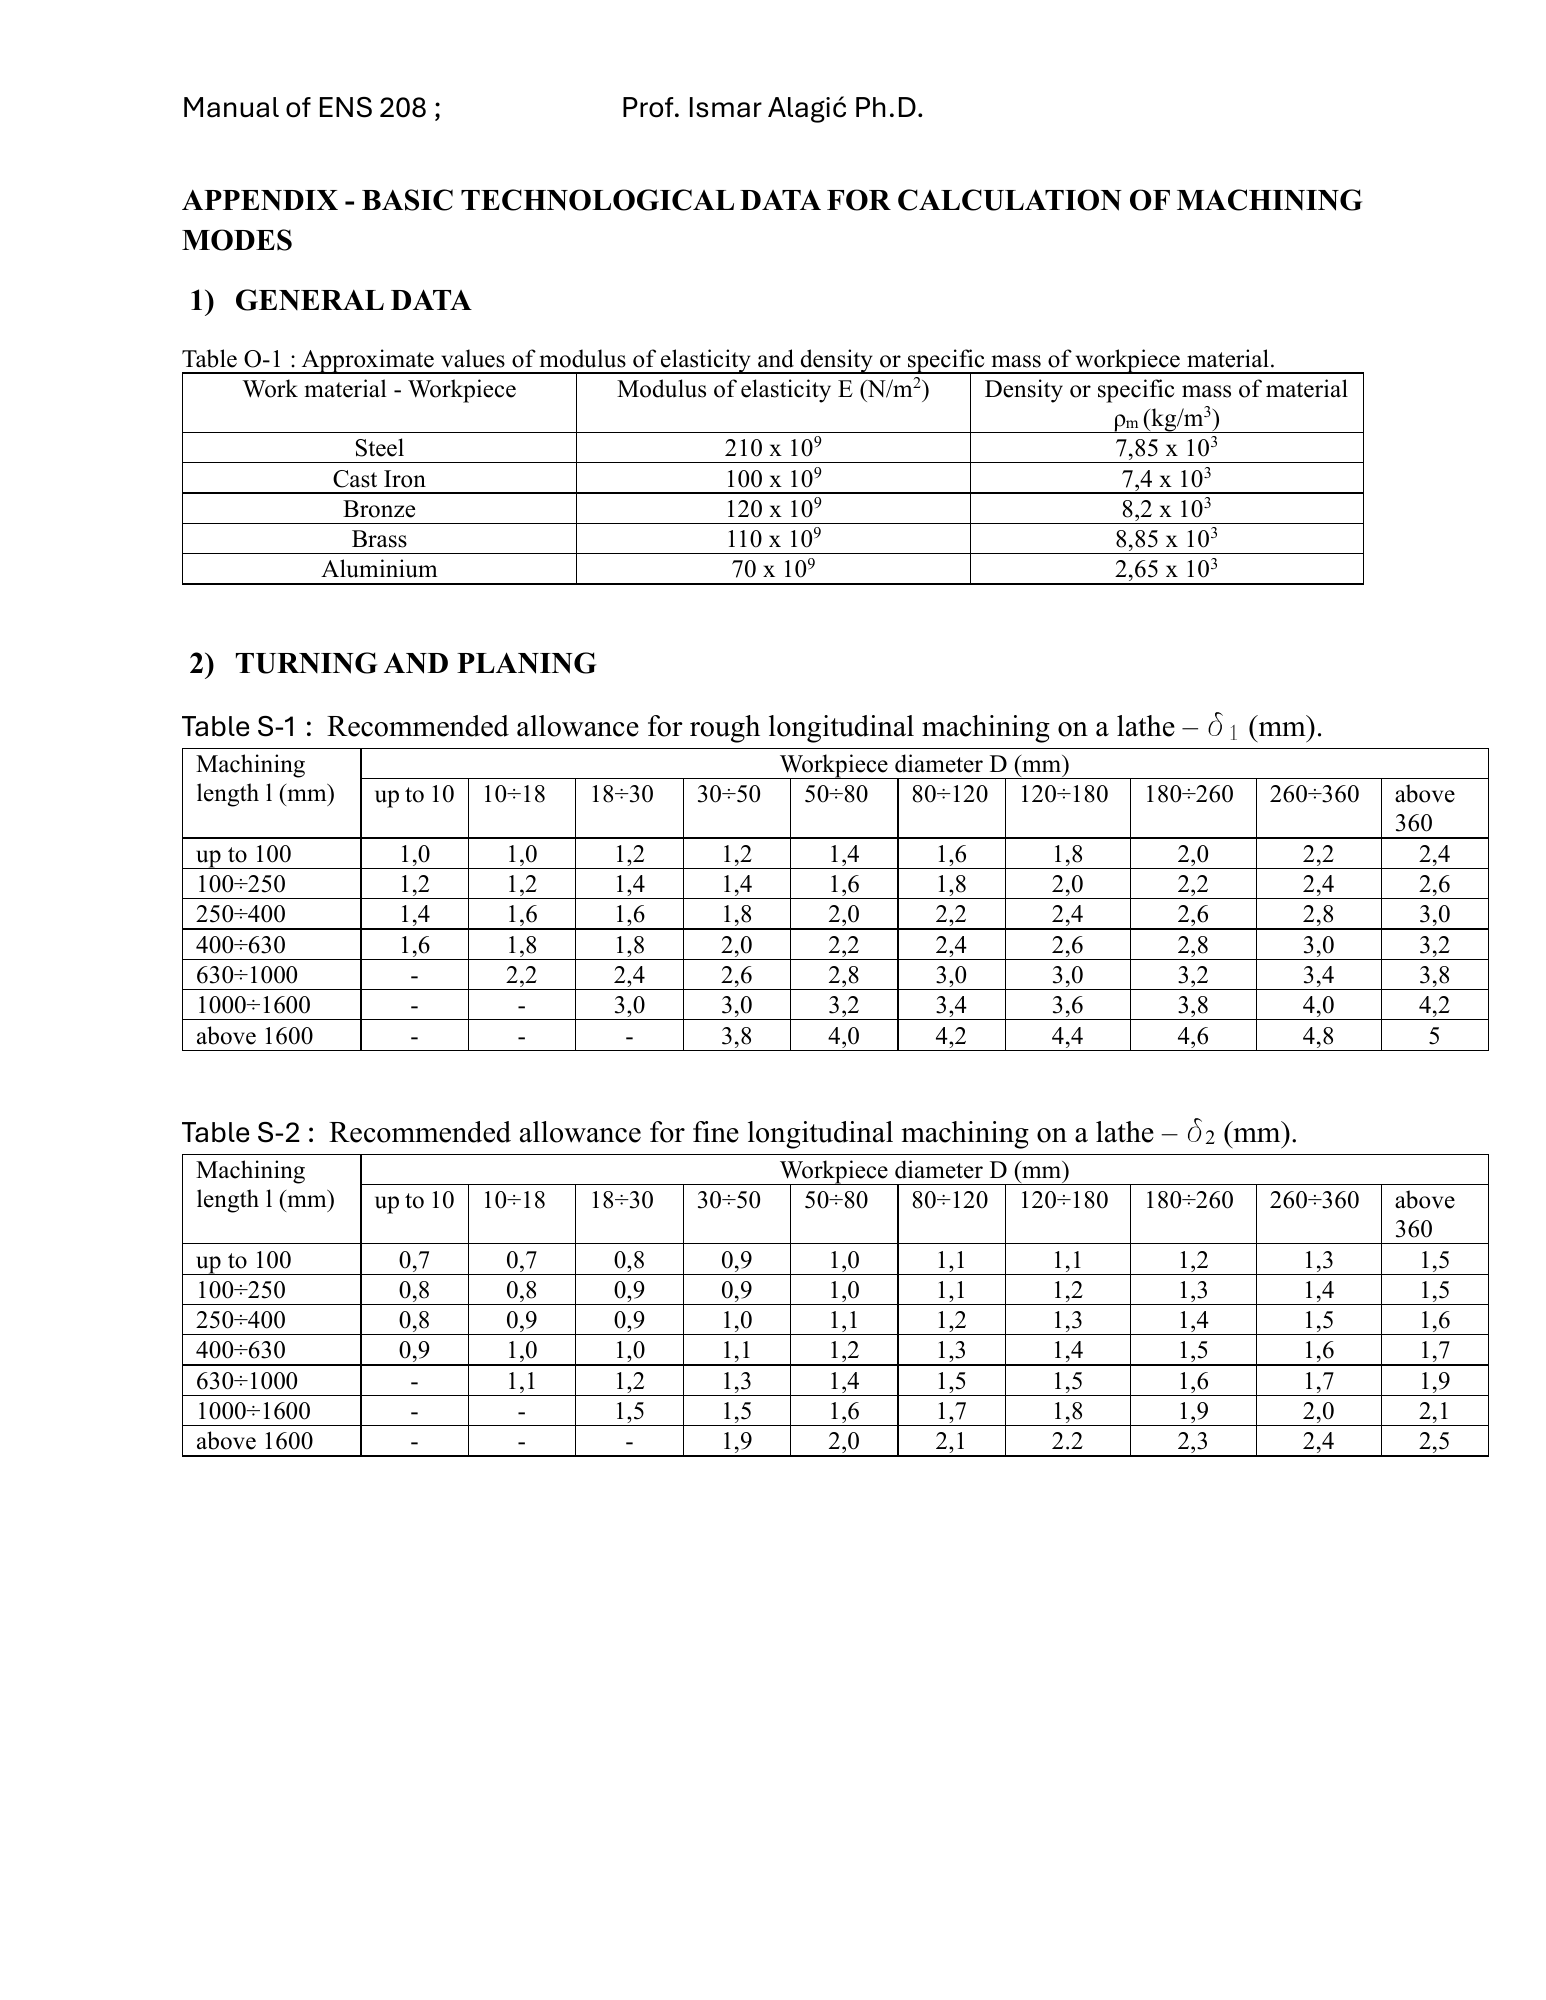 Manual of ENS 208 ; Prof. Ismar Alagić Ph.D.
APPENDIX - BASIC TECHNOLOGICAL DATA FOR CALCULATION OF MACHINING
MODES
1) GENERAL DATA
Table O-1 : Approximate values of modulus of elasticity and density or specific mass of workpiece material.
Work material - Workpiece Modulus of elasticity E (N/m²) Density or specific mass of material
ρm (kg/m³)
Steel 210 x 10⁹ 7,85 x 10³
Cast Iron 100 x 10⁹ 7,4 x 10³
Bronze 120 x 10⁹ 8,2 x 10³
Brass 110 x 10⁹ 8,85 x 10³
Aluminium 70 x 10⁹ 2,65 x 10³
2) TURNING AND PLANING
Table S-1 : Recommended allowance for rough longitudinal machining on a lathe – δ₁ (mm).
Machining Workpiece diameter D (mm)
length l (mm) up to 10 10÷18 18÷30 30÷50 50÷80 80÷120 120÷180 180÷260 260÷360 above
360
up to 100 1,0 1,0 1,2 1,2 1,4 1,6 1,8 2,0 2,2 2,4
100÷250 1,2 1,2 1,4 1,4 1,6 1,8 2,0 2,2 2,4 2,6
250÷400 1,4 1,6 1,6 1,8 2,0 2,2 2,4 2,6 2,8 3,0
400÷630 1,6 1,8 1,8 2,0 2,2 2,4 2,6 2,8 3,0 3,2
630÷1000 - 2,2 2,4 2,6 2,8 3,0 3,0 3,2 3,4 3,8
1000÷1600 - - 3,0 3,0 3,2 3,4 3,6 3,8 4,0 4,2
above 1600 - - - 3,8 4,0 4,2 4,4 4,6 4,8 5
Table S-2 : Recommended allowance for fine longitudinal machining on a lathe – δ₂ (mm).
Machining Workpiece diameter D (mm)
length l (mm) up to 10 10÷18 18÷30 30÷50 50÷80 80÷120 120÷180 180÷260 260÷360 above
360
up to 100 0,7 0,7 0,8 0,9 1,0 1,1 1,1 1,2 1,3 1,5
100÷250 0,8 0,8 0,9 0,9 1,0 1,1 1,2 1,3 1,4 1,5
250÷400 0,8 0,9 0,9 1,0 1,1 1,2 1,3 1,4 1,5 1,6
400÷630 0,9 1,0 1,0 1,1 1,2 1,3 1,4 1,5 1,6 1,7
630÷1000 - 1,1 1,2 1,3 1,4 1,5 1,5 1,6 1,7 1,9
1000÷1600 - - 1,5 1,5 1,6 1,7 1,8 1,9 2,0 2,1
above 1600 - - - 1,9 2,0 2,1 2.2 2,3 2,4 2,5